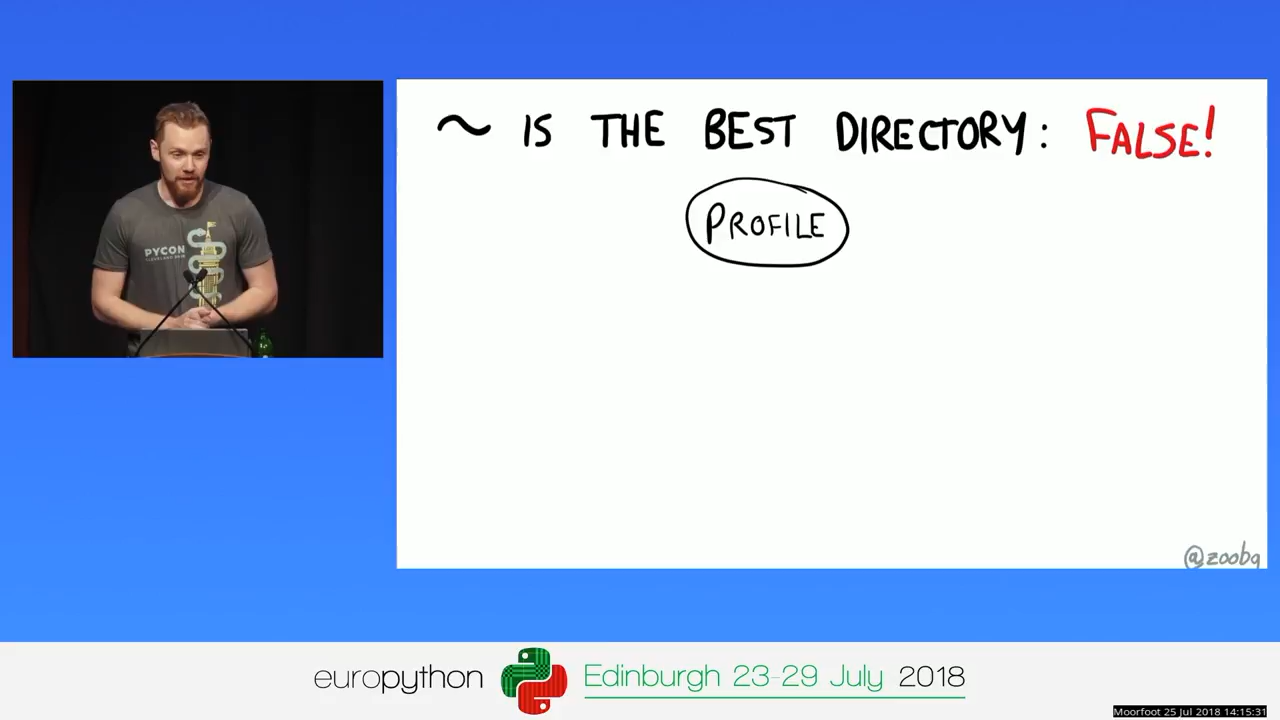 ~ IS THE BEST DIRECTORY: FALSE!
PROFILE
PYCON
@zooba
europython
Edinburgh 23-29 July 2018
Moorfoot 25 Jul 2018 14:15:31